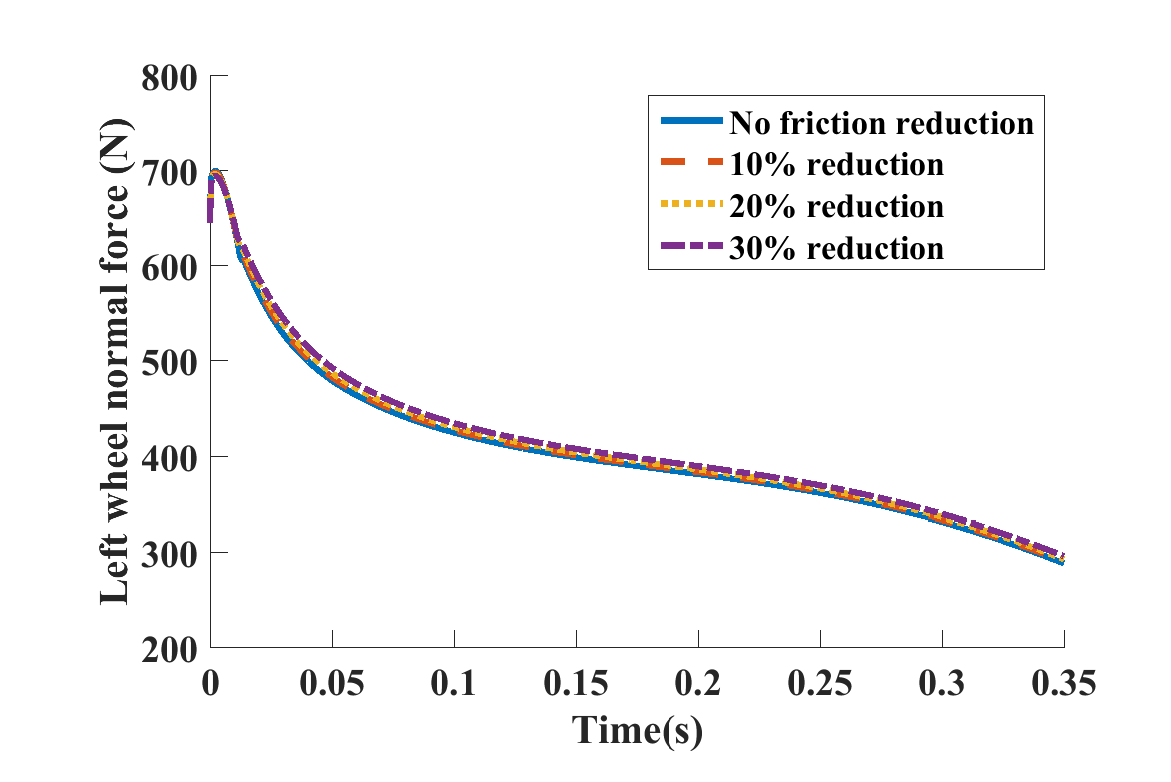 800
700
600
500
400
300
200
Left wheel normal force (N)
No friction reduction
10% reduction
20% reduction
30% reduction
0 0.05 0.1 0.15 0.2 0.25 0.3 0.35
Time(s)